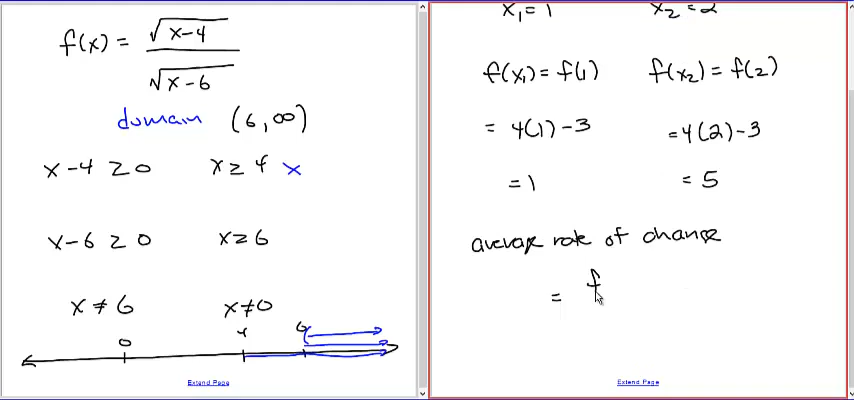 f(x) = √(x-4) / √(x-6)
domain (6,∞)
x-4 ≥ 0 x ≥ 4 x
x-6 ≥ 0 x ≥ 6
x ≠ 6 x ≠ 0
0 4 6
Extend Page
x₁ = 1 x₂ = 2
f(x₁) = f(1) f(x₂) = f(2)
= 4(1) - 3 = 4(2) - 3
= 1 = 5
average rate of change
= f
Extend Page